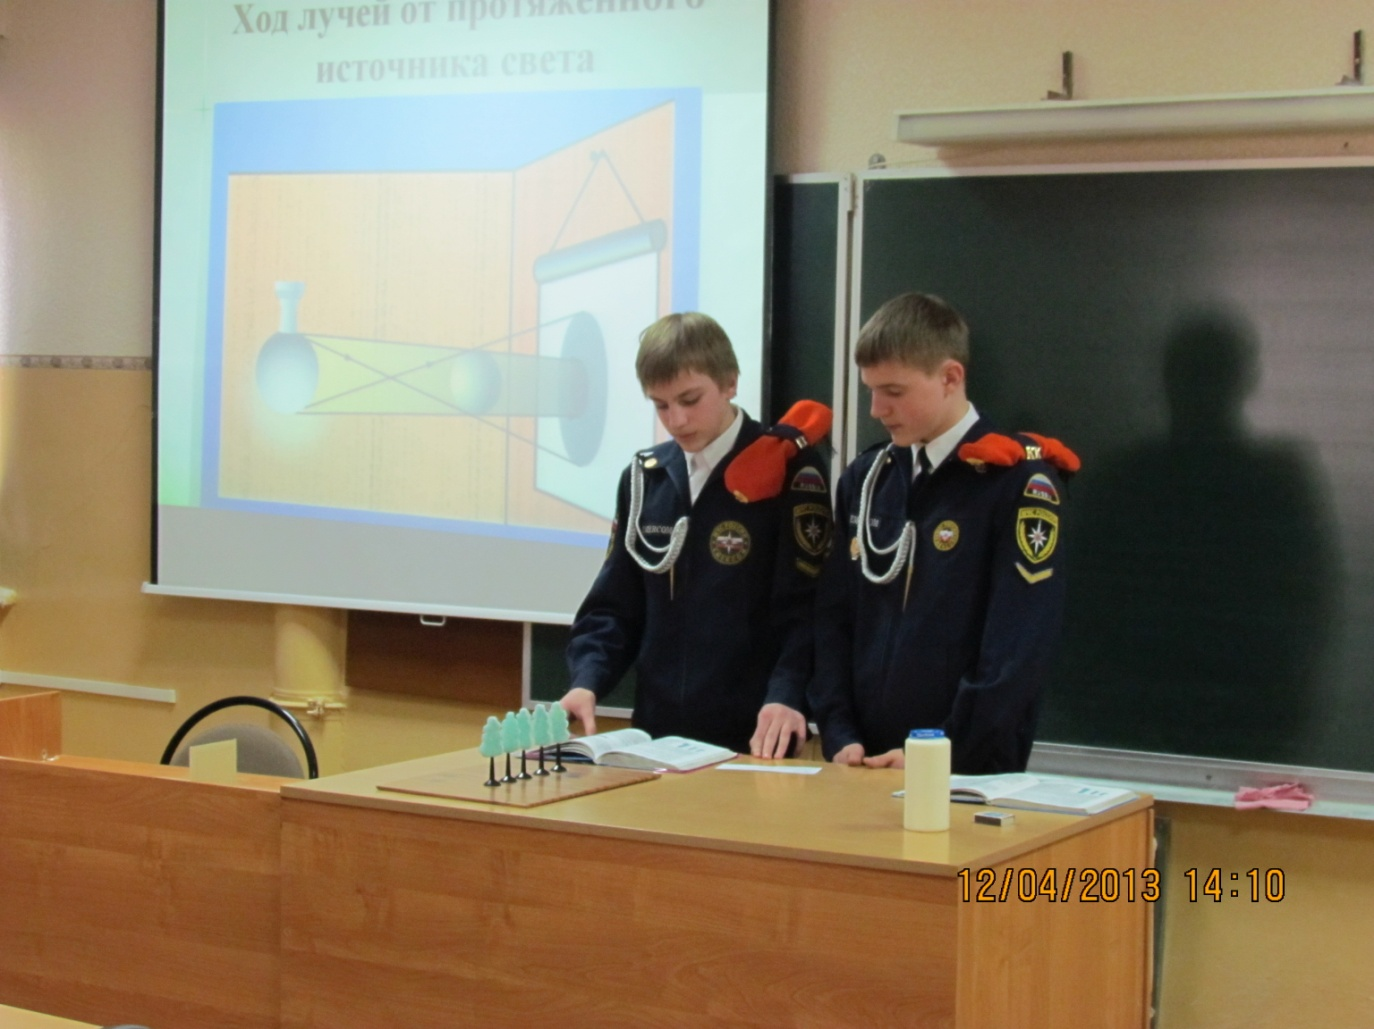 Ход лучей от протяженного
источника света
12/04/2013 14:10